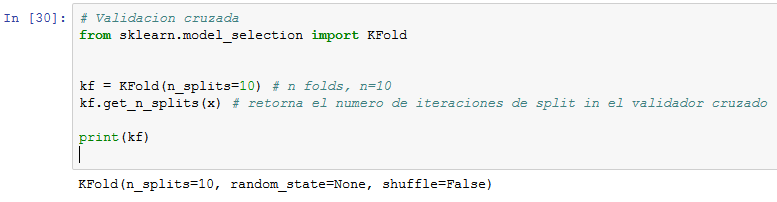 In [30]: # Validacion cruzada
from sklearn.model_selection import KFold
kf = KFold(n_splits=10) # n folds, n=10
kf.get_n_splits(x) # retorna el numero de iteraciones de split in el validador cruzado
print(kf)
KFold(n_splits=10, random_state=None, shuffle=False)